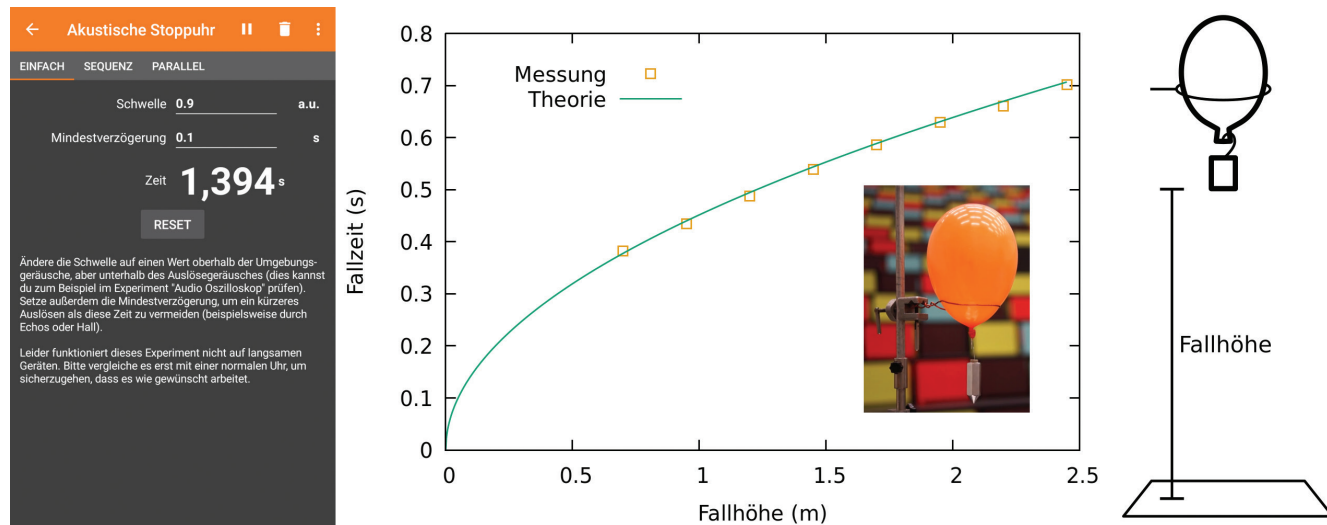 Akustische Stoppuhr
EINFACH SEQUENZ PARALLEL
Schwelle 0.9 a.u.
Mindestverzögerung 0.1 s
Zeit 1,394 s
RESET
Ändere die Schwelle auf einen Wert oberhalb der Umgebungs-
geräusche, aber unterhalb des Auslösegeräusches (dies kannst
du zum Beispiel im Experiment "Audio Oszilloskop" prüfen).
Setze außerdem die Mindestverzögerung, um ein kürzeres
Auslösen als diese Zeit zu vermeiden (beispielsweise durch
Echos oder Hall).
Leider funktioniert dieses Experiment nicht auf langsamen
Geräten. Bitte vergleiche es erst mit einer normalen Uhr, um
sicherzugehen, dass es wie gewünscht arbeitet.
Fallzeit (s)
0.8
0.7
0.6
0.5
0.4
0.3
0.2
0.1
0
Messung
Theorie
0 0.5 1 1.5 2 2.5
Fallhöhe (m)
Fallhöhe